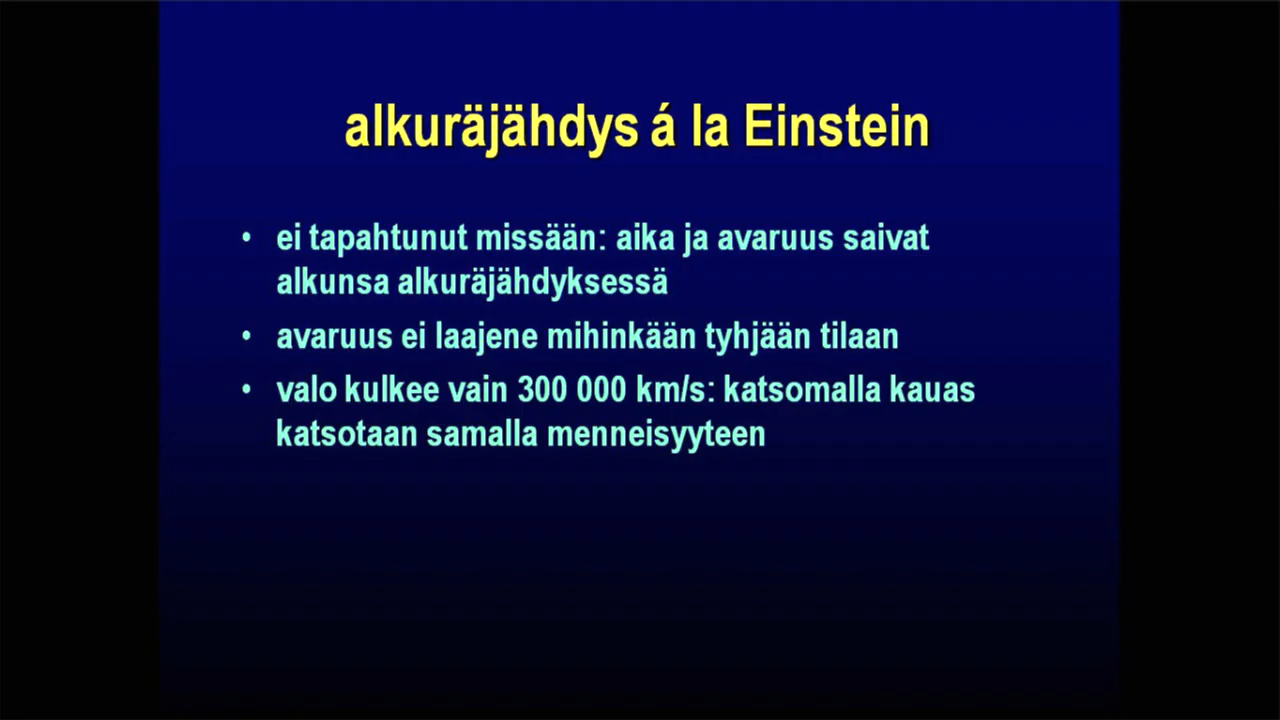 alkuräjähdys á la Einstein
• ei tapahtunut missään: aika ja avaruus saivat
alkunsa alkuräjähdyksessä
• avaruus ei laajene mihinkään tyhjään tilaan
• valo kulkee vain 300 000 km/s: katsomalla kauas
katsotaan samalla menneisyyteen